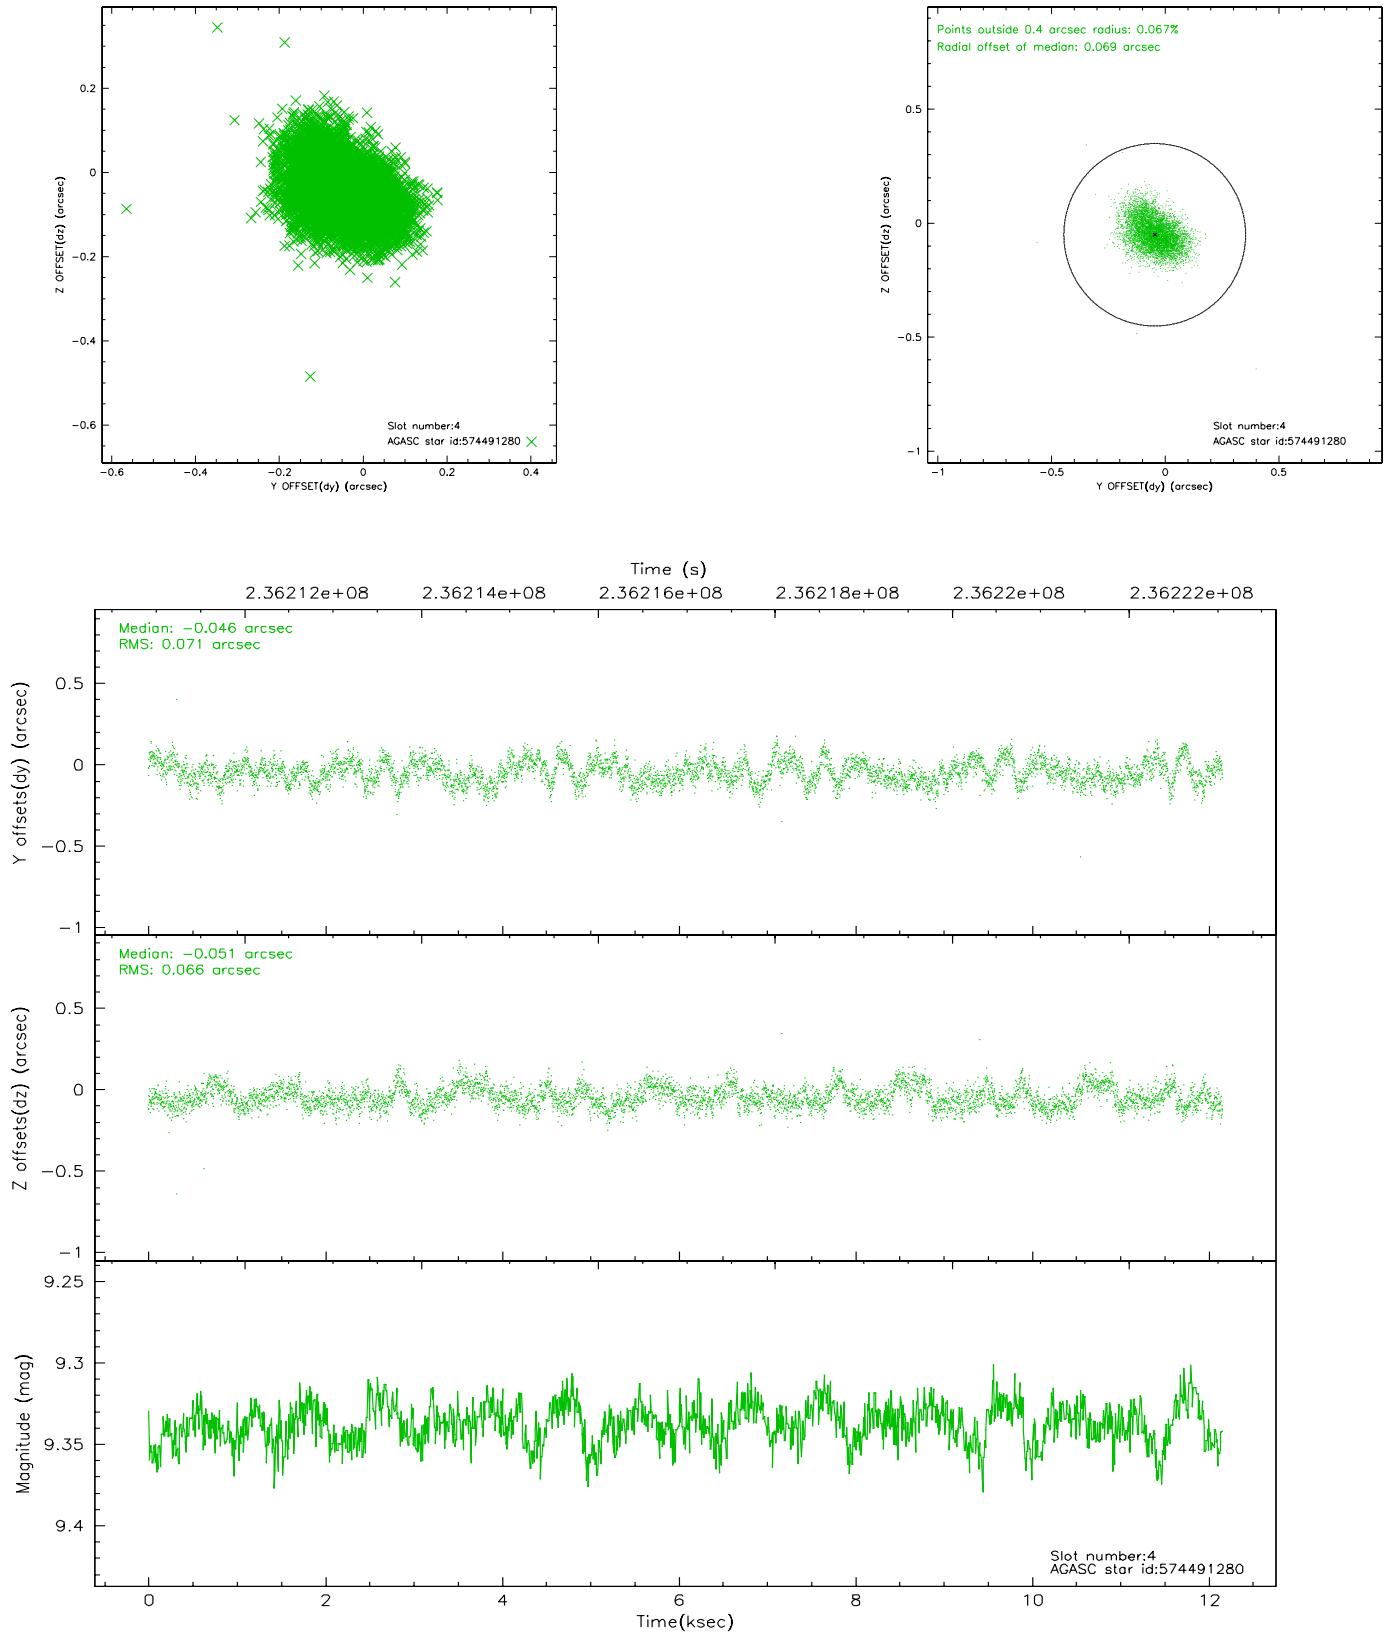 0.2
0
−0.2
−0.4
−0.6
−0.6
−0.4
−0.2
0.0
0.2
0.4
Z OFFSET(dz) (arcsec)
Y OFFSET(dy) (arcsec)
Slot number:4
AGASC star id:574491280
Points outside 0.4 arcsec radius: 0.067%
Radial offset of median: 0.069 arcsec
0.5
0
−0.5
−1
−1
−0.5
0
0.5
Z OFFSET(dz) (arcsec)
Y OFFSET(dy) (arcsec)
Slot number:4
AGASC star id:574491280
Time (s)
2.36212e+08
2.36214e+08
2.36216e+08
2.36218e+08
2.3622e+08
2.36222e+08
Median: −0.046 arcsec
RMS: 0.071 arcsec
0.5
0
−0.5
−1
Y offsets(dy) (arcsec)
Median: −0.051 arcsec
RMS: 0.066 arcsec
0.5
0
−0.5
−1
Z offsets(dz) (arcsec)
9.25
9.3
9.35
9.4
Magnitude (mag)
Slot number:4
AGASC star id:574491280
0
2
4
6
8
10
12
Time(ksec)